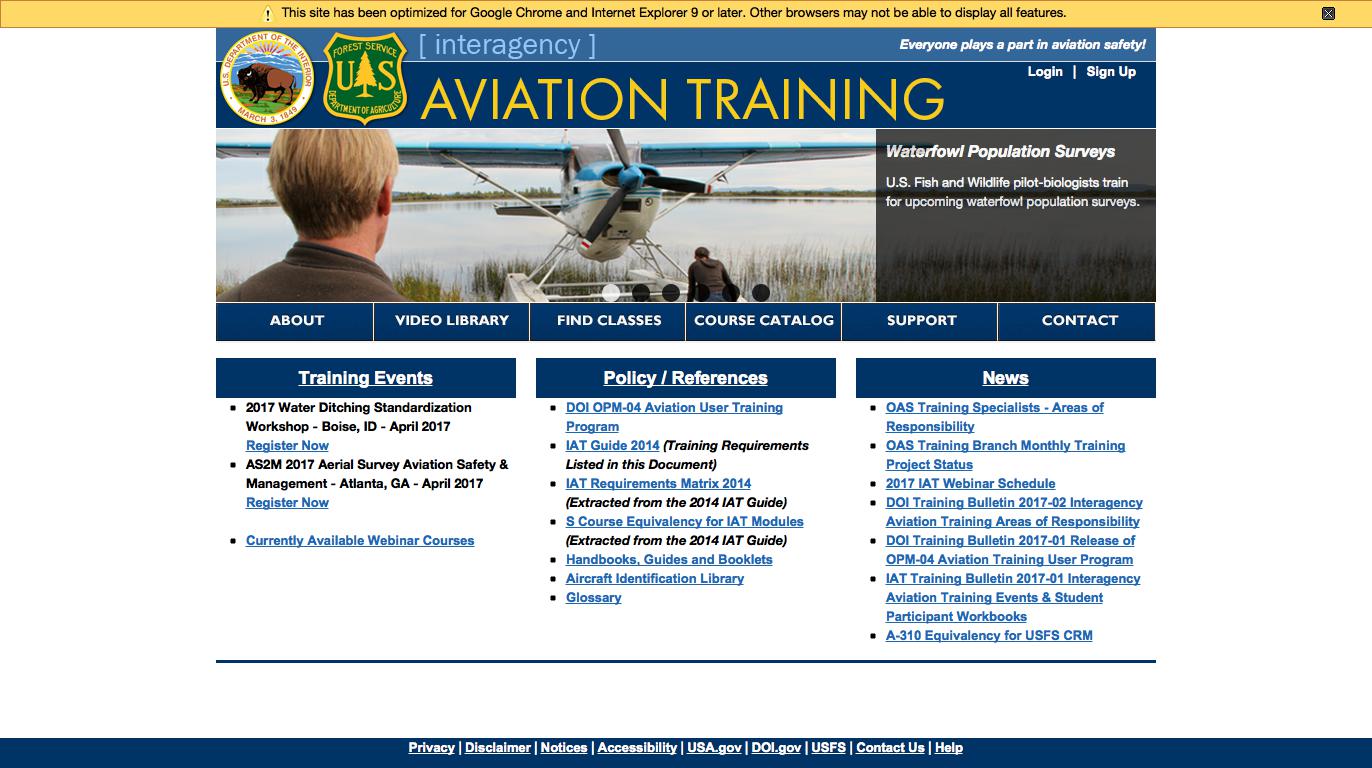 This site has been optimized for Google Chrome and Internet Explorer 9 or later. Other browsers may not be able to display all features.
U.S. DEPARTMENT OF THE INTERIOR
MARCH 3, 1849
FOREST SERVICE
U S
DEPARTMENT OF AGRICULTURE
[ interagency ]
Everyone plays a part in aviation safety!
Login | Sign Up
AVIATION TRAINING
Waterfowl Population Surveys
U.S. Fish and Wildlife pilot-biologists train
for upcoming waterfowl population surveys.
ABOUT
VIDEO LIBRARY
FIND CLASSES
COURSE CATALOG
SUPPORT
CONTACT
Training Events
2017 Water Ditching Standardization
Workshop - Boise, ID - April 2017
Register Now
AS2M 2017 Aerial Survey Aviation Safety &
Management - Atlanta, GA - April 2017
Register Now
Currently Available Webinar Courses
Policy / References
DOI OPM-04 Aviation User Training
Program
IAT Guide 2014 (Training Requirements
Listed in this Document)
IAT Requirements Matrix 2014
(Extracted from the 2014 IAT Guide)
S Course Equivalency for IAT Modules
(Extracted from the 2014 IAT Guide)
Handbooks, Guides and Booklets
Aircraft Identification Library
Glossary
News
OAS Training Specialists - Areas of
Responsibility
OAS Training Branch Monthly Training
Project Status
2017 IAT Webinar Schedule
DOI Training Bulletin 2017-02 Interagency
Aviation Training Areas of Responsibility
DOI Training Bulletin 2017-01 Release of
OPM-04 Aviation Training User Program
IAT Training Bulletin 2017-01 Interagency
Aviation Training Events & Student
Participant Workbooks
A-310 Equivalency for USFS CRM
Privacy | Disclaimer | Notices | Accessibility | USA.gov | DOI.gov | USFS | Contact Us | Help